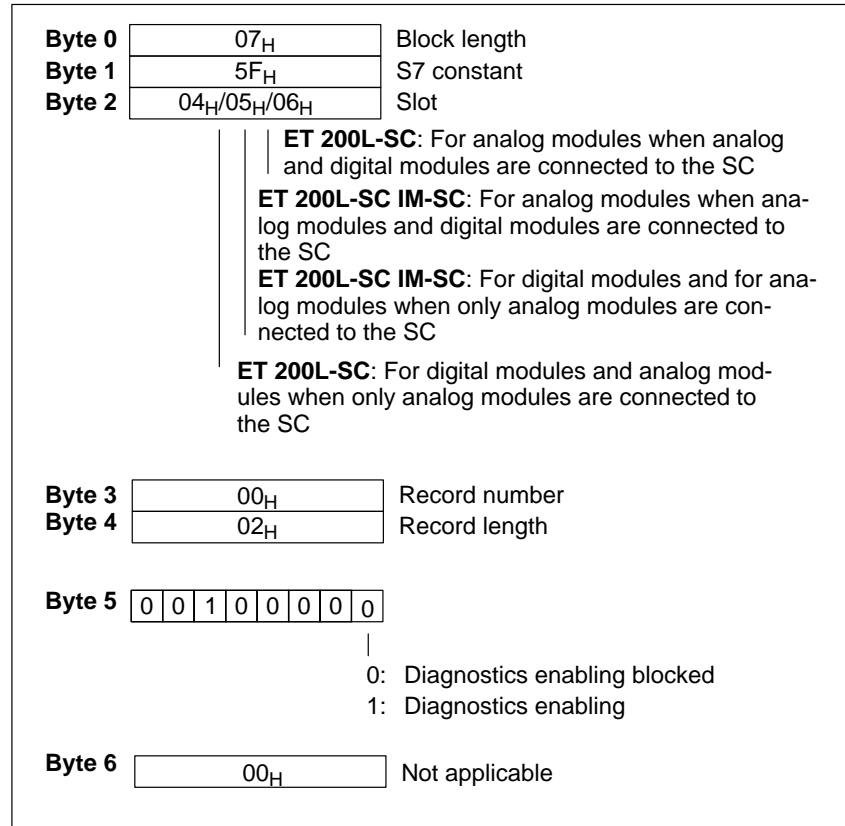 Byte 0 07H Block length
Byte 1 5FH S7 constant
Byte 2 04H/05H/06H Slot
ET 200L-SC: For analog modules when analog
and digital modules are connected to the SC
ET 200L-SC IM-SC: For analog modules when ana-
log modules and digital modules are connected to
the SC
ET 200L-SC IM-SC: For digital modules and for ana-
log modules when only analog modules are con-
nected to the SC
ET 200L-SC: For digital modules and analog mod-
ules when only analog modules are connected to
the SC
Byte 3 00H Record number
Byte 4 02H Record length
Byte 5 0 0 1 0 0 0 0 0
0: Diagnostics enabling blocked
1: Diagnostics enabling
Byte 6 00H Not applicable